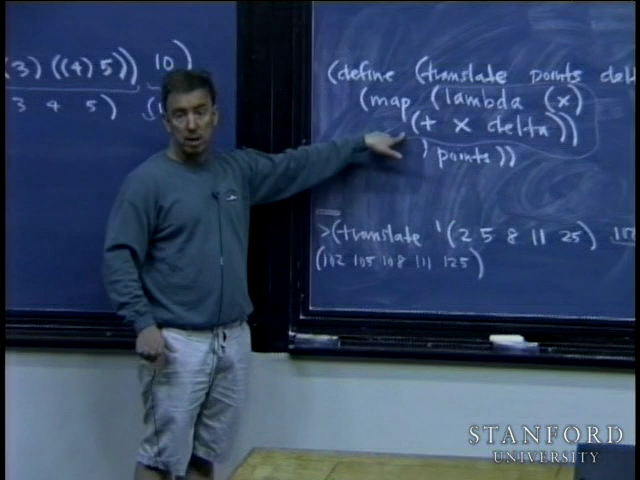 (3) ((4) 5)) 10)
3 4 5)
(define (translate points del
(map (lambda (x)
(+ x delta))
points))
>(translate '(2 5 8 11 25) 100
(102 105 108 111 125)
STANFORD
UNIVERSITY